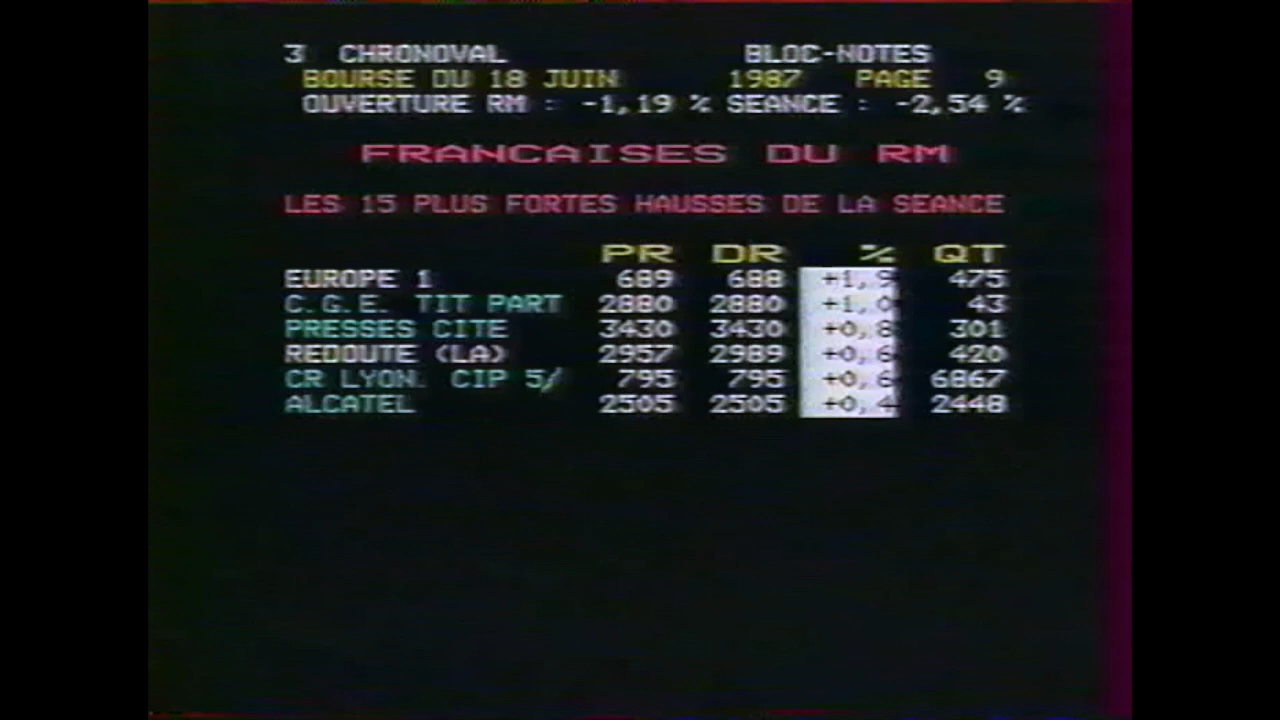 3 CHRONOVAL BLOC-NOTES
BOURSE DU 18 JUIN 1987 PAGE 9
OUVERTURE RM : -1,19 % SEANCE : -2,54 %
FRANCAISES DU RM
LES 15 PLUS FORTES HAUSSES DE LA SEANCE
PR DR % QT
EUROPE 1 689 688 +1,9 475
C.G.E. TIT PART 2880 2880 +1,0 43
PRESSES CITE 3430 3430 +0,8 301
REDOUTE (LA) 2957 2989 +0,6 420
CR LYON. CIP 5/ 795 795 +0,6 6867
ALCATEL 2505 2505 +0,4 2448